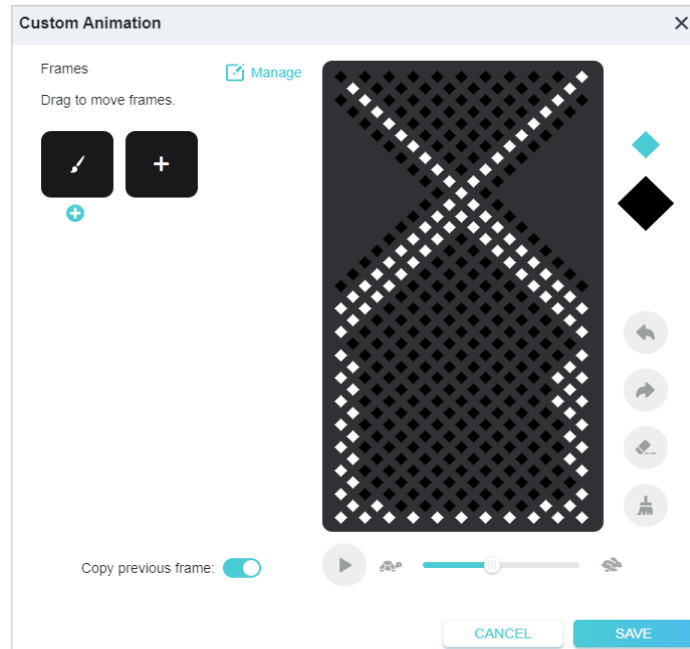 Custom Animation
Frames
Manage
Drag to move frames.
Copy previous frame:
CANCEL
SAVE